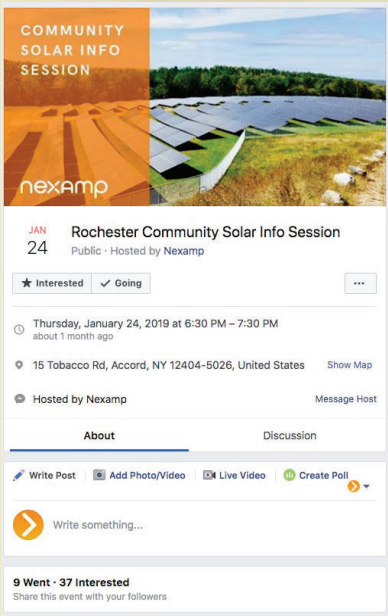 COMMUNITY
SOLAR INFO
SESSION
nexamp
JAN
24
Rochester Community Solar Info Session
Public · Hosted by Nexamp
Interested
Going
Thursday, January 24, 2019 at 6:30 PM – 7:30 PM
about 1 month ago
15 Tobacco Rd, Accord, NY 12404-5026, United States
Show Map
Hosted by Nexamp
Message Host
About
Discussion
Write Post
Add Photo/Video
Live Video
Create Poll
Write something...
9 Went · 37 Interested
Share this event with your followers